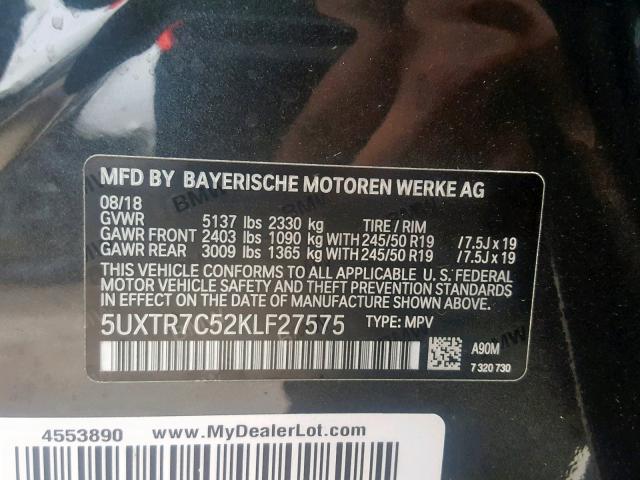 MFD BY BAYERISCHE MOTOREN WERKE AG
08/18
GVWR 5137 lbs 2330 kg TIRE / RIM
GAWR FRONT 2403 lbs 1090 kg WITH 245/50 R19 /7.5J x 19
GAWR REAR 3009 lbs 1365 kg WITH 245/50 R19 /7.5J x 19
THIS VEHICLE CONFORMS TO ALL APPLICABLE U. S. FEDERAL
MOTOR VEHICLE SAFETY AND THEFT PREVENTION STANDARDS
IN EFFECT ON THE DATE OF MANUFACTURE SHOWN ABOVE.
5UXTR7C52KLF27575 TYPE: MPV
A90M
7 320 730
4553890 www.MyDealerLot.com